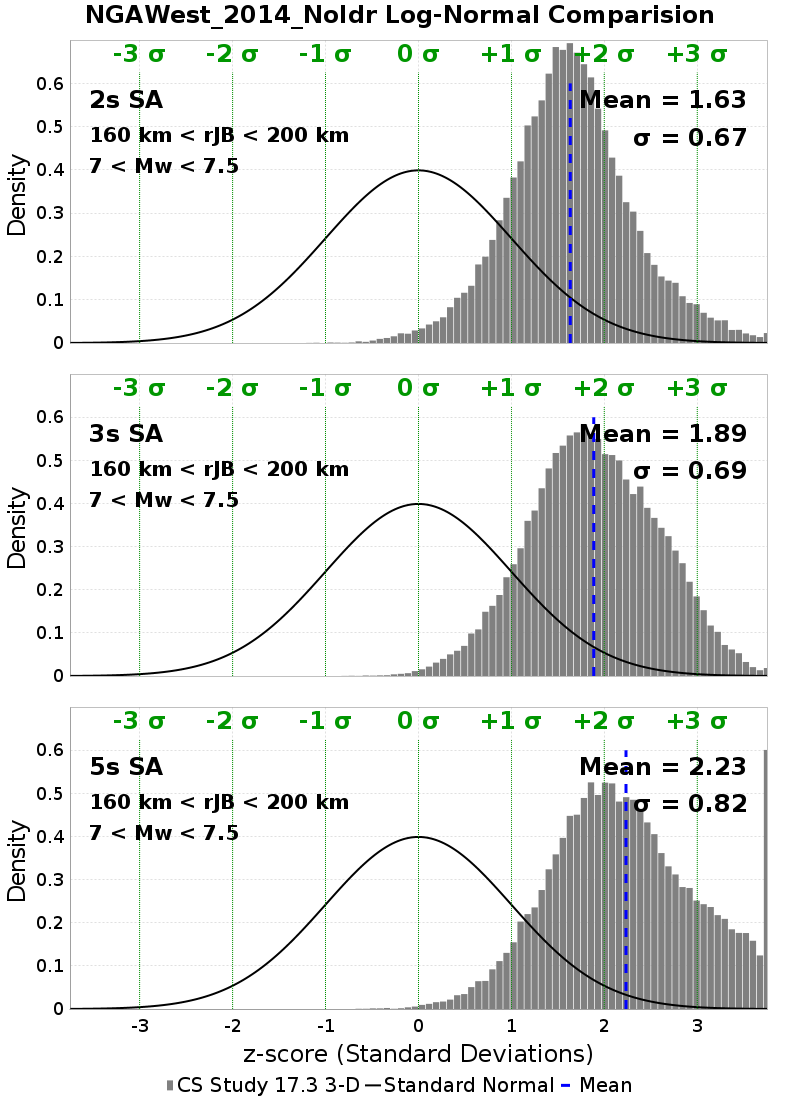 NGAWest_2014_NoIdr Log-Normal Comparision
-3 σ -2 σ -1 σ 0 σ +1 σ +2 σ +3 σ
2s SA
Mean = 1.63
160 km < rJB < 200 km
σ = 0.67
7 < Mw < 7.5
Density
0.6
0.5
0.4
0.3
0.2
0.1
0
-3 σ -2 σ -1 σ 0 σ +1 σ +2 σ +3 σ
3s SA
Mean = 1.89
160 km < rJB < 200 km
σ = 0.69
7 < Mw < 7.5
Density
0.6
0.5
0.4
0.3
0.2
0.1
0
-3 σ -2 σ -1 σ 0 σ +1 σ +2 σ +3 σ
5s SA
Mean = 2.23
160 km < rJB < 200 km
σ = 0.82
7 < Mw < 7.5
Density
0.6
0.5
0.4
0.3
0.2
0.1
0
-3 -2 -1 0 1 2 3
z-score (Standard Deviations)
CS Study 17.3 3-D Standard Normal Mean